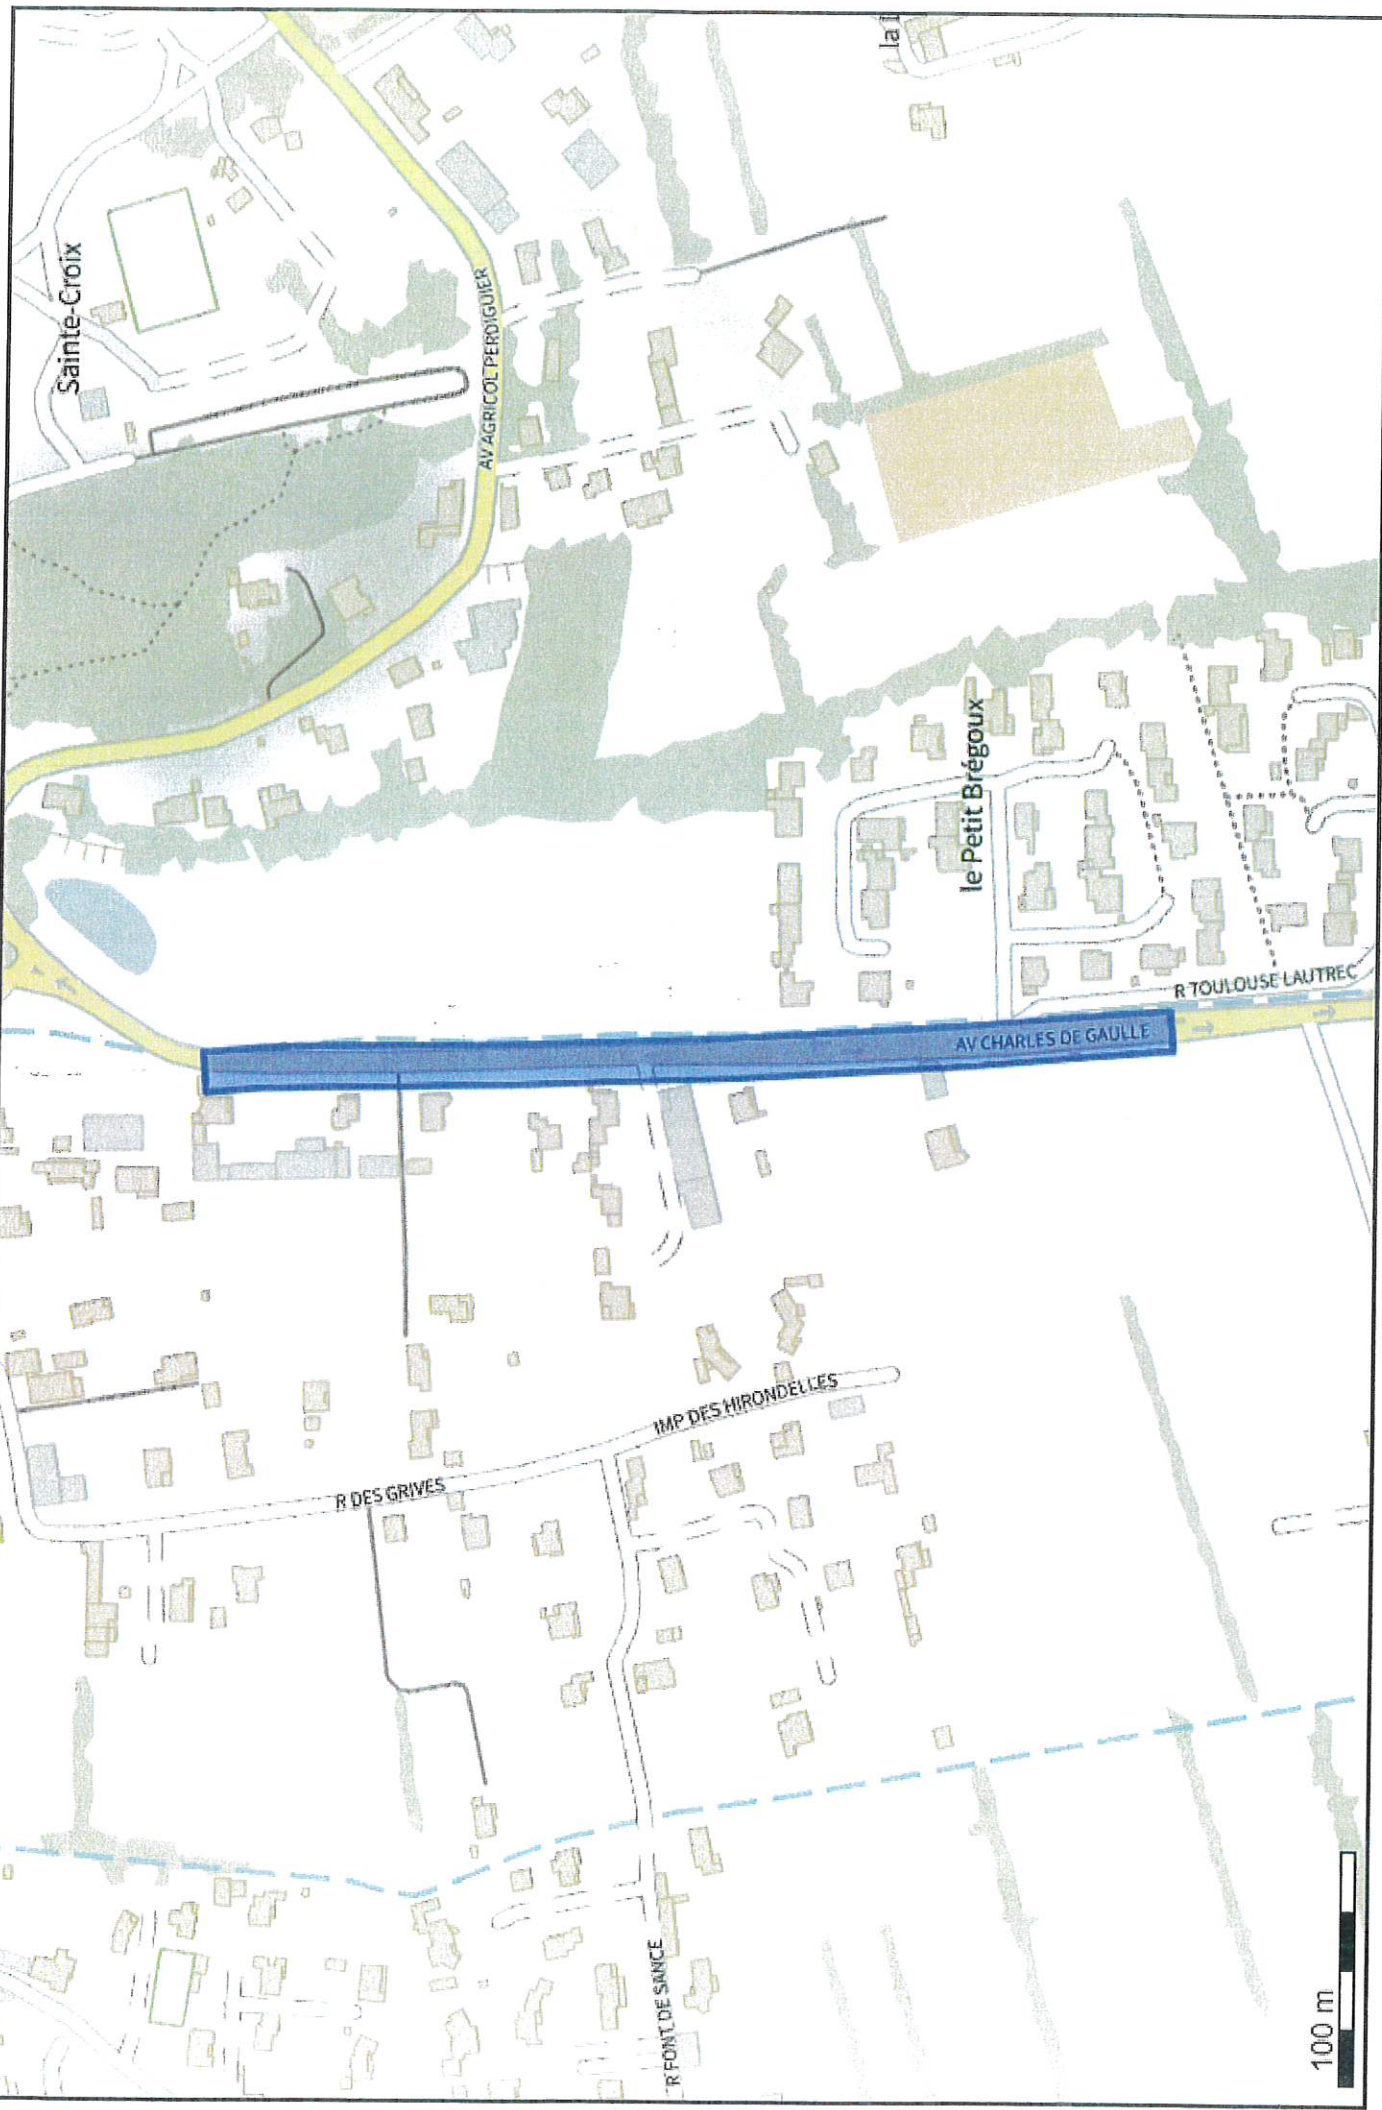 Sainte-Croix
la
AV AGRICOL PERDIGUIER
le Petit Brégoux
R TOULOUSE LAUTREC
AV CHARLES DE GAULLE
IMP DES HIRONDELLES
R DES GRIVES
R FONT DE SANCE
100 m